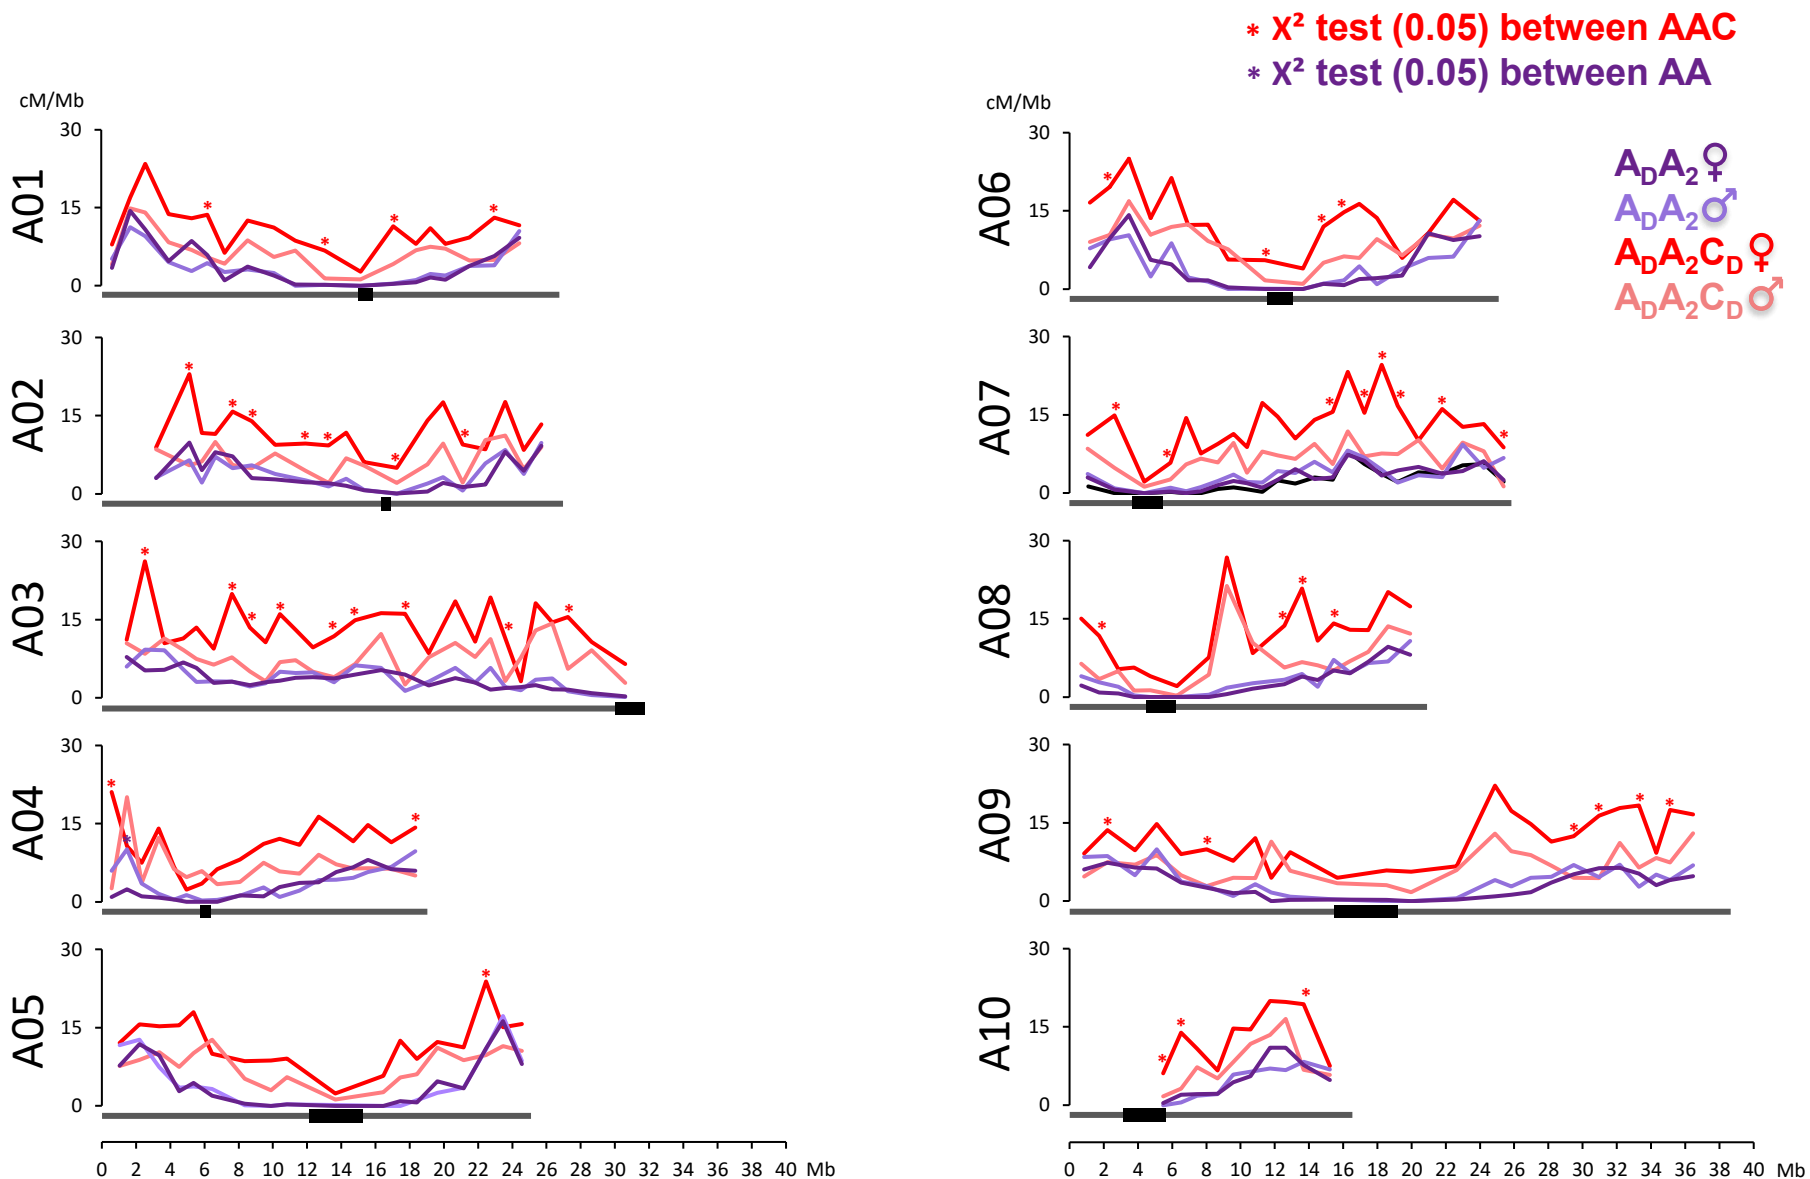 * X² test (0.05) between AAC
* X² test (0.05) between AA
cM/Mb
30
15
0
A01
30
15
0
A02
30
15
0
A03
30
15
0
A04
30
15
0
A05
0 2 4 6 8 10 12 14 16 18 20 22 24 26 28 30 32 34 36 38 40 Mb
cM/Mb
30
15
0
A06
A_DA_2♀
A_DA_2♂
A_DA_2C_D♀
A_DA_2C_D♂
30
15
0
A07
30
15
0
A08
30
15
0
A09
30
15
0
A10
0 2 4 6 8 10 12 14 16 18 20 22 24 26 28 30 32 34 36 38 40 Mb